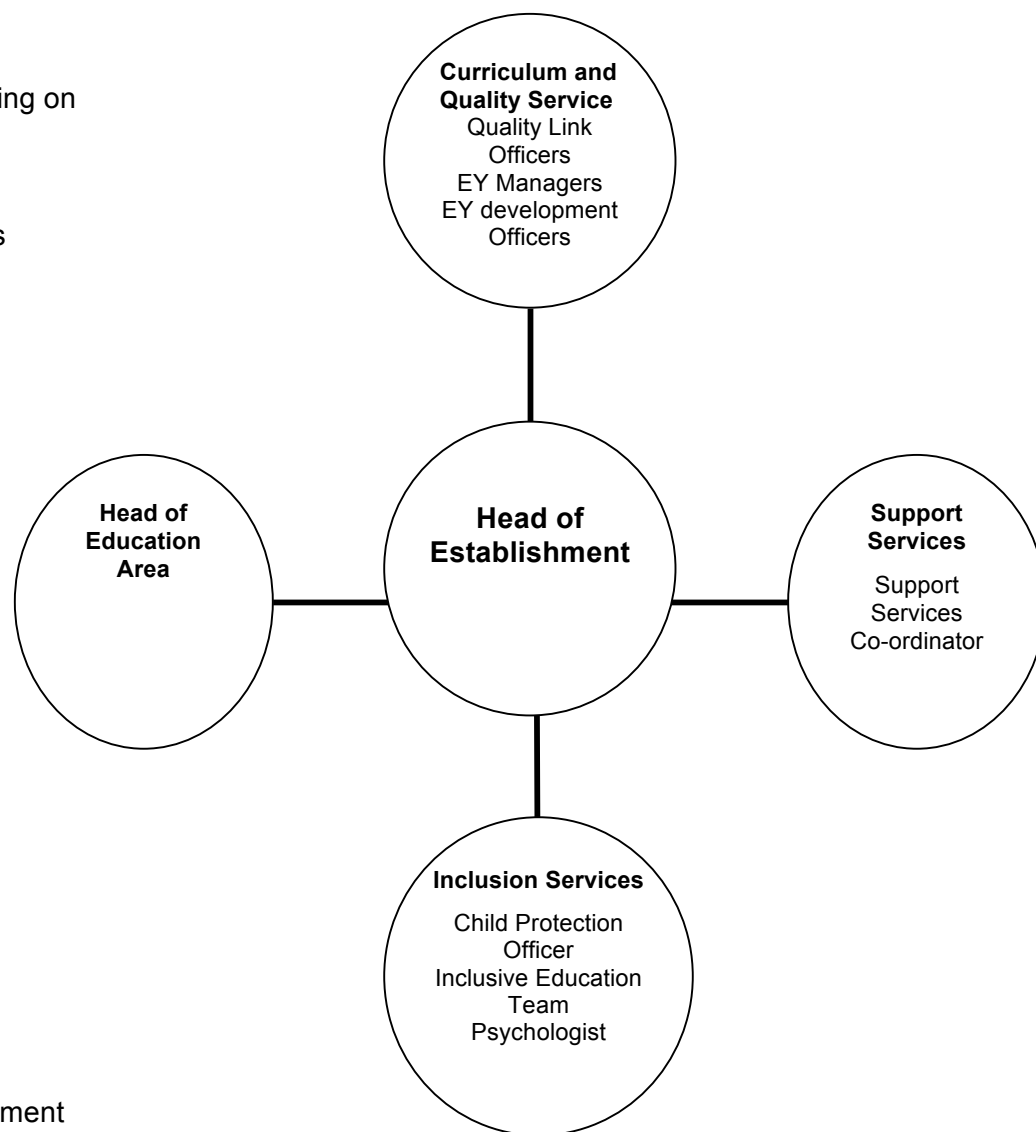 ing on
s
Curriculum and
Quality Service
Quality Link
Officers
EY Managers
EY development
Officers
Head of
Education
Area
Head of
Establishment
Support
Services
Support
Services
Co-ordinator
Inclusion Services
Child Protection
Officer
Inclusive Education
Team
Psychologist
ment